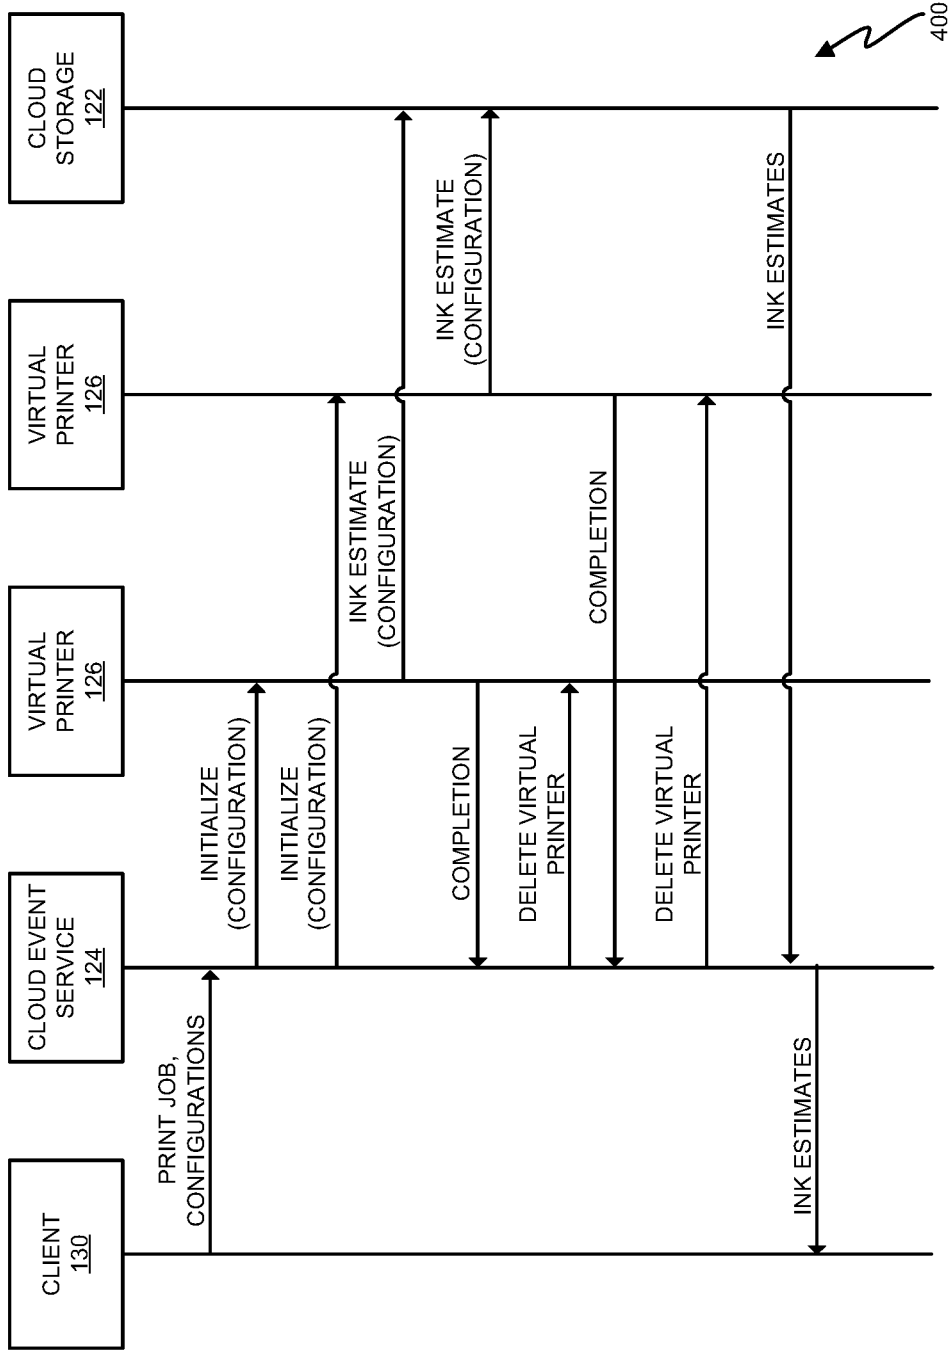 CLIENT
130
CLOUD EVENT
SERVICE
124
VIRTUAL
PRINTER
126
VIRTUAL
PRINTER
126
CLOUD
STORAGE
122
PRINT JOB,
CONFIGURATIONS
INITIALIZE
(CONFIGURATION)
INITIALIZE
(CONFIGURATION)
INK ESTIMATE
(CONFIGURATION)
INK ESTIMATE
(CONFIGURATION)
COMPLETION
DELETE VIRTUAL
PRINTER
COMPLETION
DELETE VIRTUAL
PRINTER
INK ESTIMATES
INK ESTIMATES
400